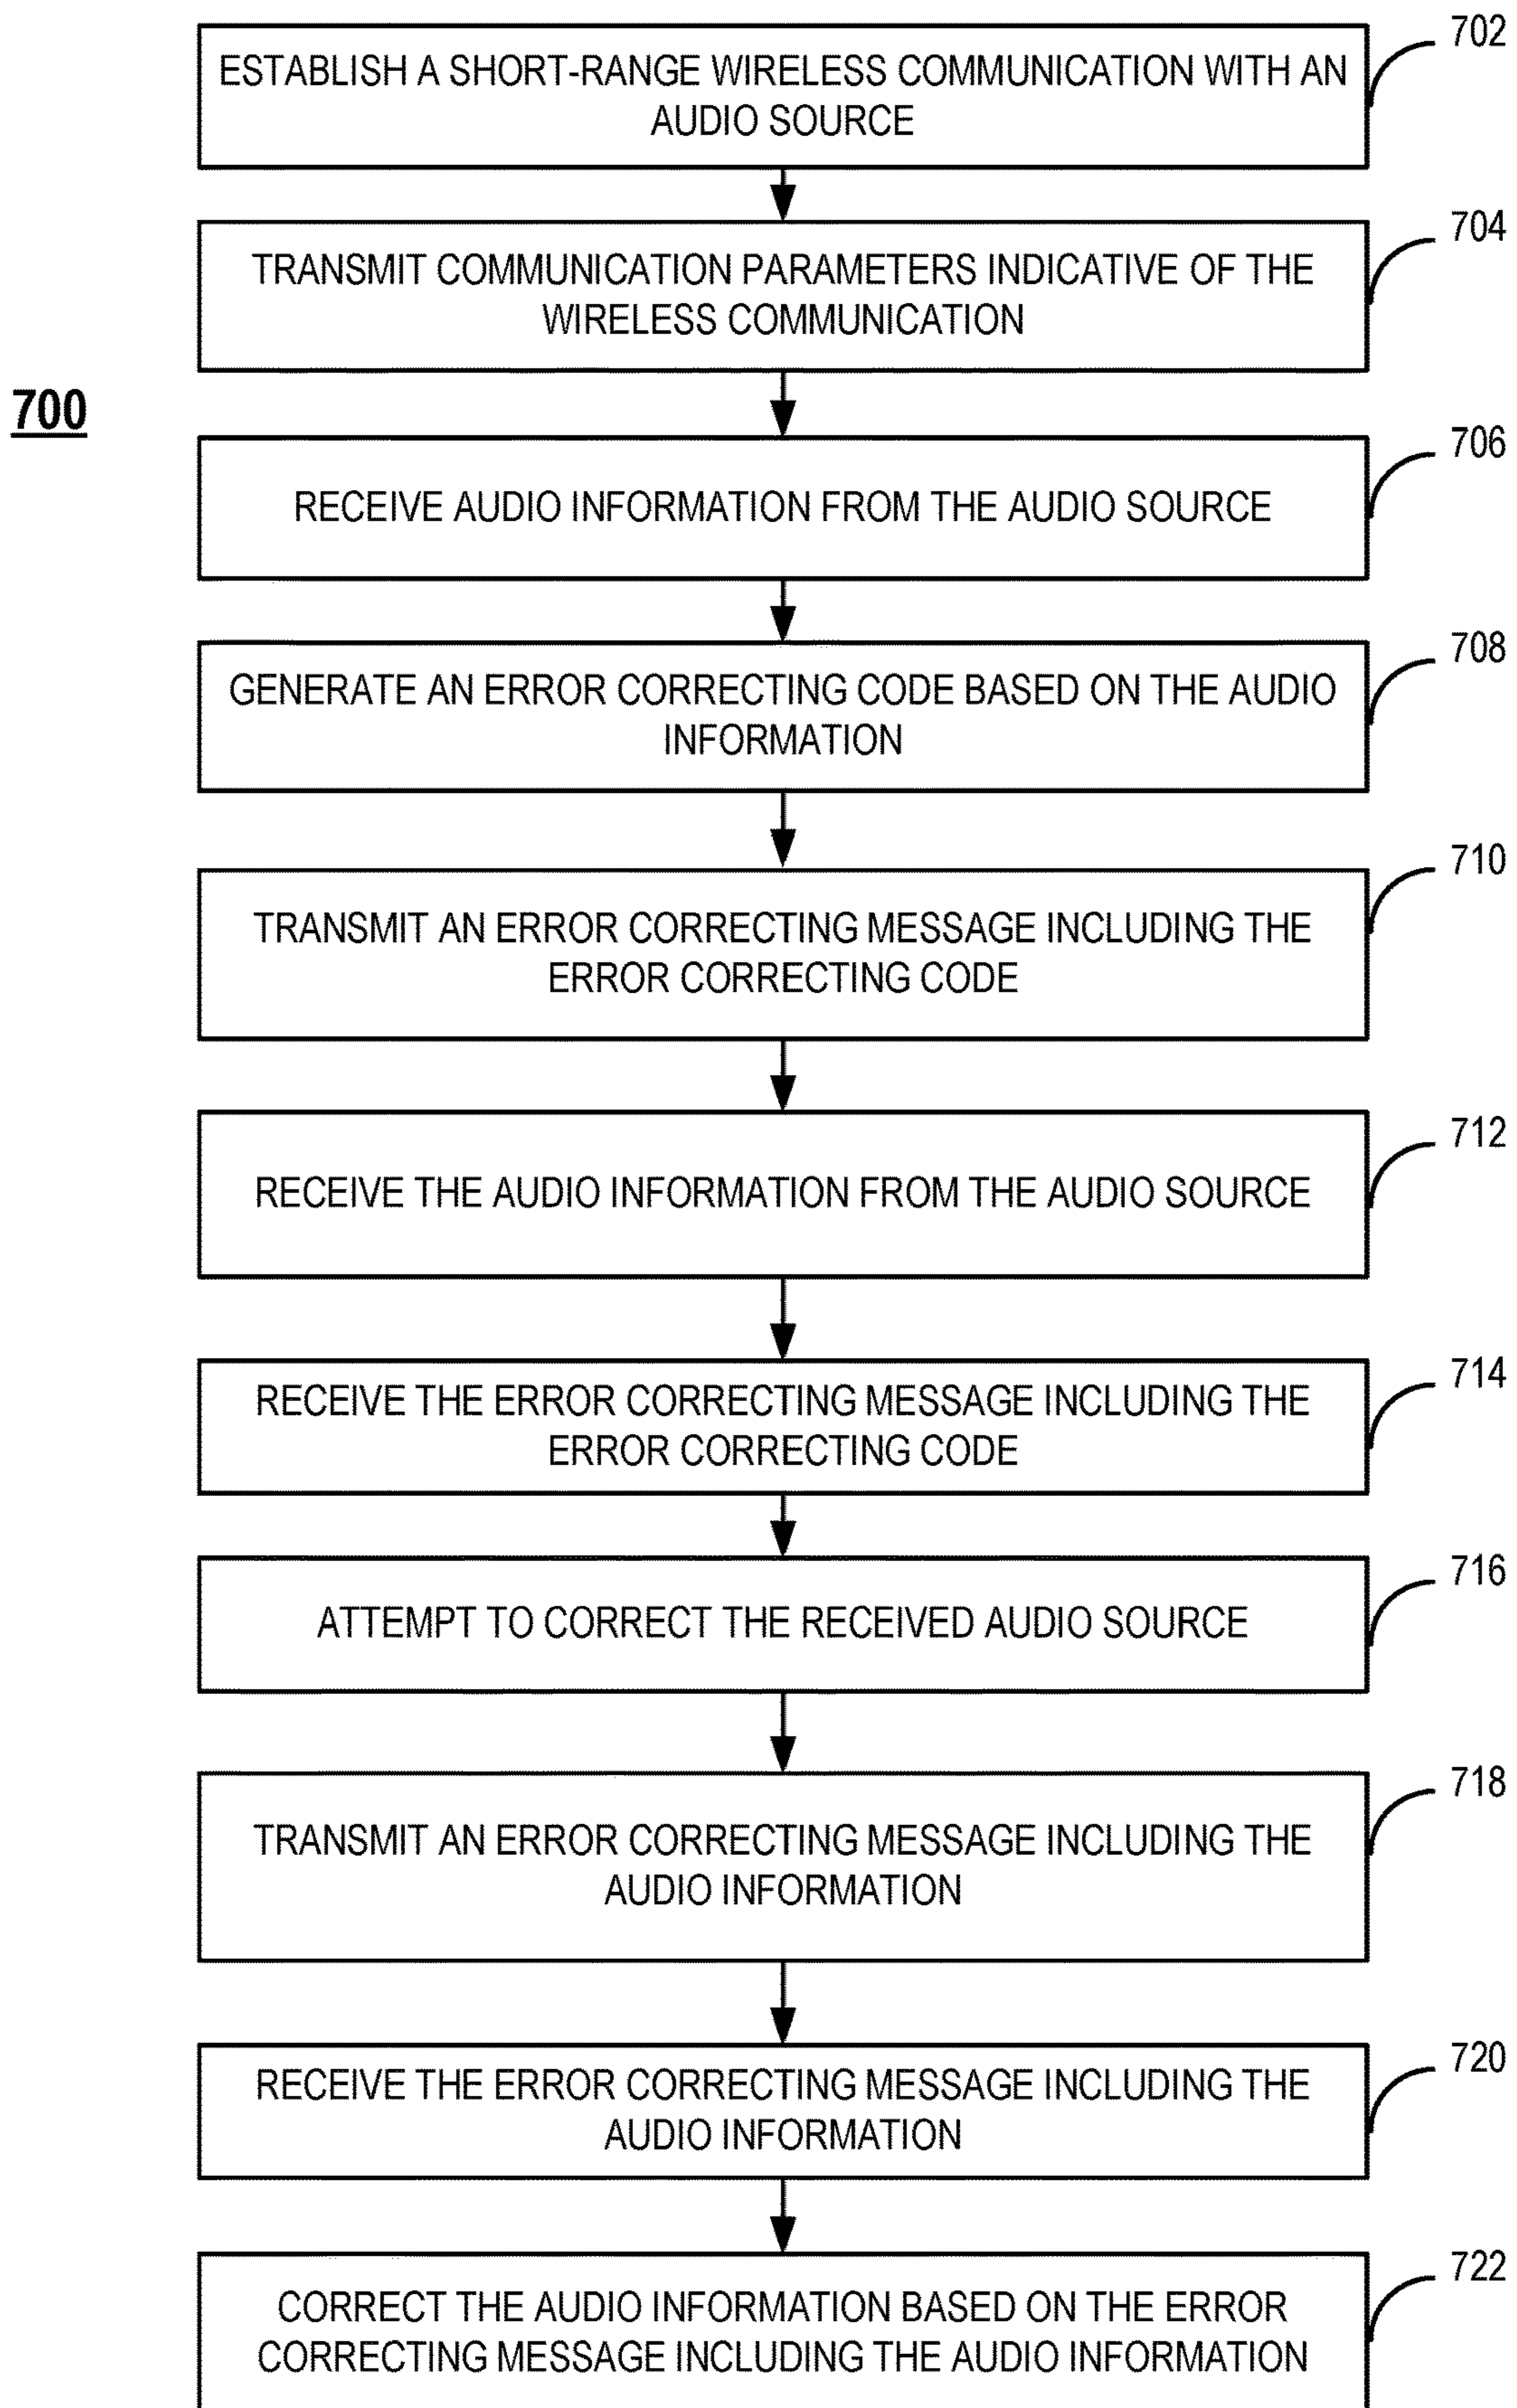 702
ESTABLISH A SHORT-RANGE WIRELESS COMMUNICATION WITH AN
AUDIO SOURCE
704
TRANSMIT COMMUNICATION PARAMETERS INDICATIVE OF THE
WIRELESS COMMUNICATION
700
706
RECEIVE AUDIO INFORMATION FROM THE AUDIO SOURCE
708
GENERATE AN ERROR CORRECTING CODE BASED ON THE AUDIO
INFORMATION
710
TRANSMIT AN ERROR CORRECTING MESSAGE INCLUDING THE
ERROR CORRECTING CODE
712
RECEIVE THE AUDIO INFORMATION FROM THE AUDIO SOURCE
714
RECEIVE THE ERROR CORRECTING MESSAGE INCLUDING THE
ERROR CORRECTING CODE
716
ATTEMPT TO CORRECT THE RECEIVED AUDIO SOURCE
718
TRANSMIT AN ERROR CORRECTING MESSAGE INCLUDING THE
AUDIO INFORMATION
720
RECEIVE THE ERROR CORRECTING MESSAGE INCLUDING THE
AUDIO INFORMATION
722
CORRECT THE AUDIO INFORMATION BASED ON THE ERROR
CORRECTING MESSAGE INCLUDING THE AUDIO INFORMATION